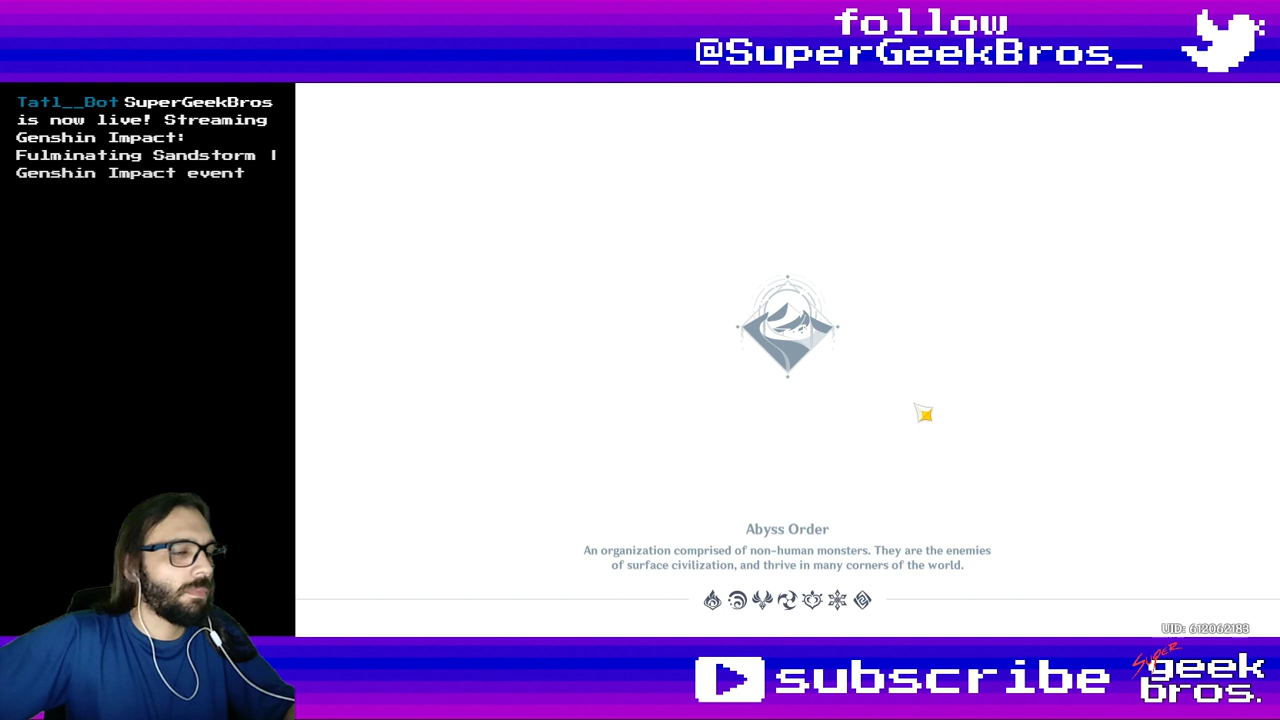 follow
@SuperGeekBros_
Tatl__Bot SuperGeekBros
is now live! Streaming
Genshin Impact:
Fulminating Sandstorm |
Genshin Impact event
Abyss Order
An organization comprised of non-human monsters. They are the enemies
of surface civilization, and thrive in many corners of the world.
UID: 612062183
subscribe
SUPER
geek
bros.